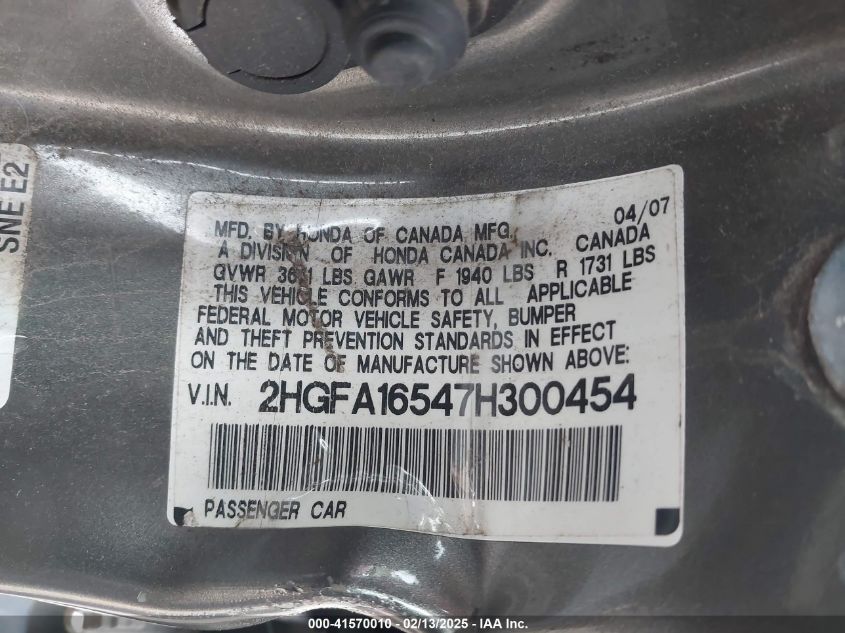 SNE E2
04/07
MFD. BY HONDA OF CANADA MFG.
A DIVISION OF HONDA CANADA INC. CANADA
GVWR LBS GAWR F 1940 LBS R 1731 LBS
THIS VEHICLE CONFORMS TO ALL APPLICABLE
FEDERAL MOTOR VEHICLE SAFETY, BUMPER
AND THEFT PREVENTION STANDARDS IN EFFECT
ON THE DATE OF MANUFACTURE SHOWN ABOVE:
V.I.N. 2HGFA16547H300454
PASSENGER CAR
000-41570010 - 02/13/2025 - IAA Inc.